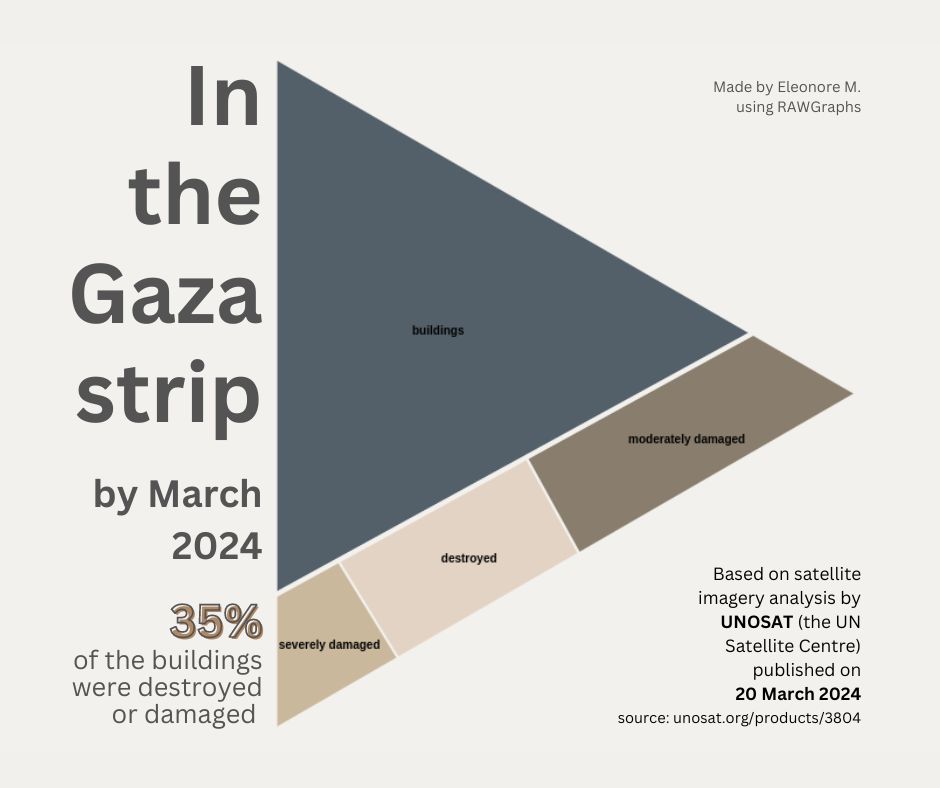 In
the
Gaza
strip
by March
2024
35%
of the buildings
were destroyed
or damaged
Made by Eleonore M.
using RAWGraphs
buildings
moderately damaged
destroyed
severely damaged
Based on satellite
imagery analysis by
UNOSAT (the UN
Satellite Centre)
published on
20 March 2024
source: unosat.org/products/3804